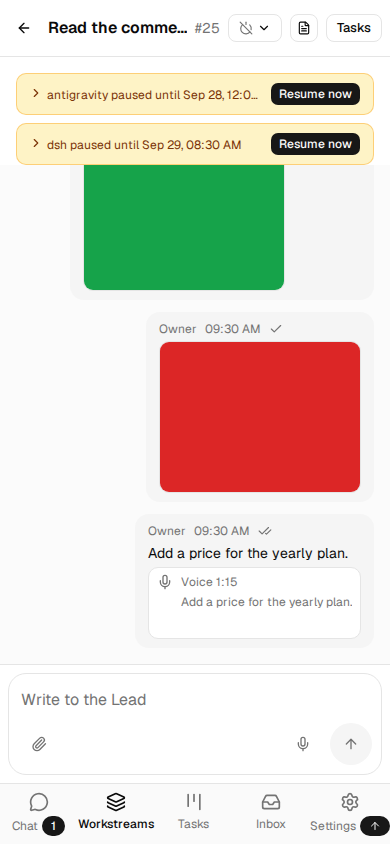 Read the comme... #25
Tasks
antigravity paused until Sep 28, 12:0... Resume now
dsh paused until Sep 29, 08:30 AM Resume now
Owner 09:30 AM
Owner 09:30 AM
Add a price for the yearly plan.
Voice 1:15
Add a price for the yearly plan.
Write to the Lead
Chat 1 Workstreams Tasks Inbox Settings